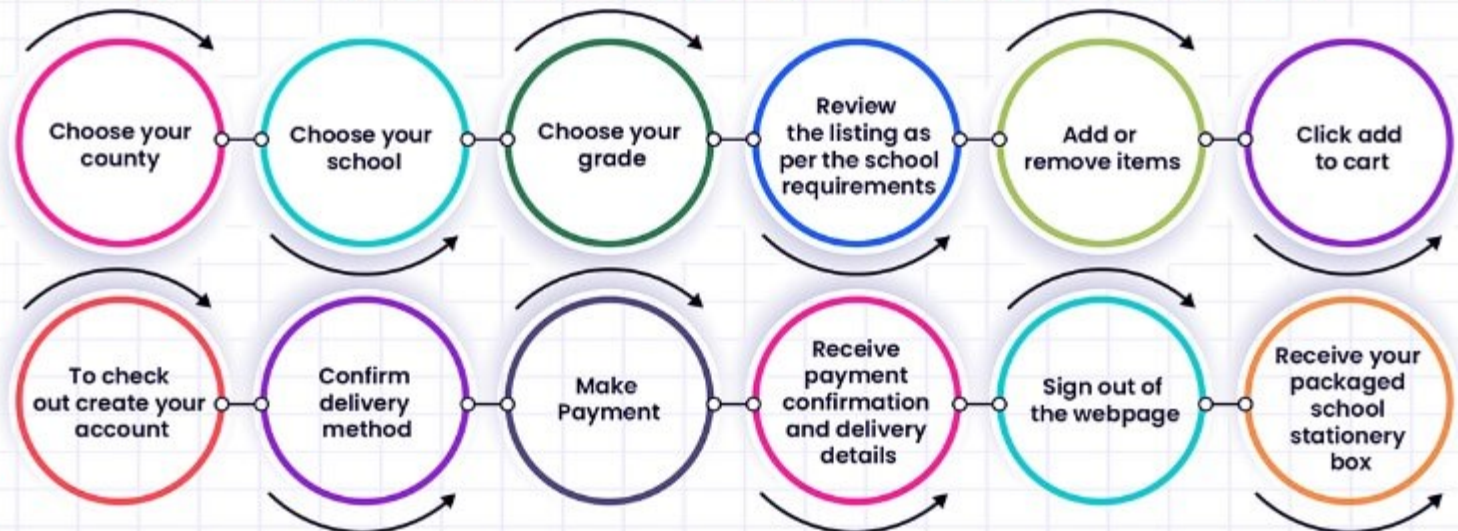 Choose your
county
Choose your
school
Choose your
grade
Review
the listing as
per the school
requirements
Add or
remove items
Click add
to cart
To check
out create your
account
Confirm
delivery
method
Make
Payment
Receive
payment
confirmation
and delivery
details
Sign out of
the webpage
Receive your
packaged
school
stationery
box